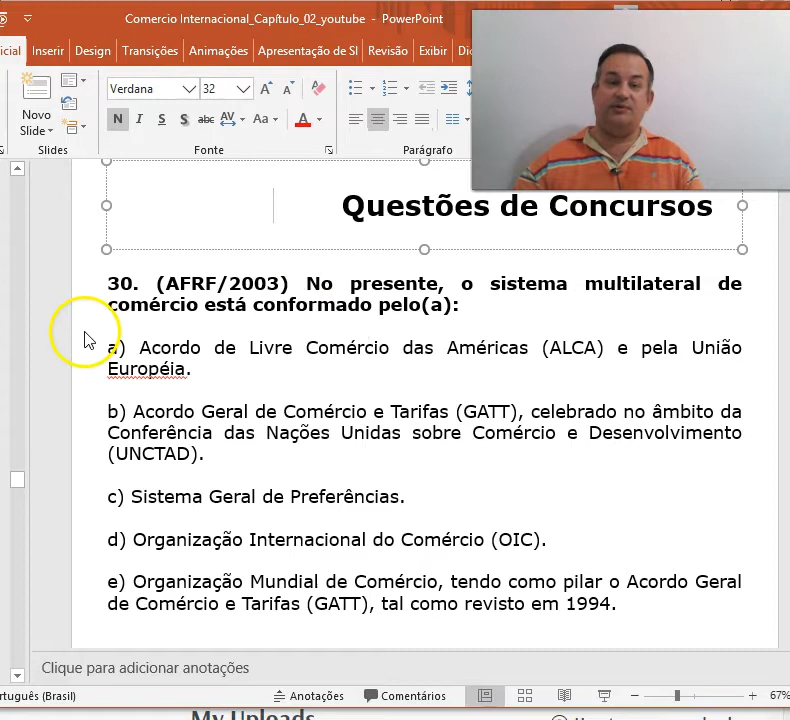 Comercio Internacional_Capítulo_02_youtube - PowerPoint
icial Inserir Design Transições Animações Apresentação de Sl Revisão Exibir
Verdana 32
Novo
Slide
N I S S abc AV Aa A
Slides Fonte Parágrafo
Questões de Concursos
30. (AFRF/2003) No presente, o sistema multilateral de
comércio está conformado pelo(a):
a) Acordo de Livre Comércio das Américas (ALCA) e pela União
Européia.
b) Acordo Geral de Comércio e Tarifas (GATT), celebrado no âmbito da
Conferência das Nações Unidas sobre Comércio e Desenvolvimento
(UNCTAD).
c) Sistema Geral de Preferências.
d) Organização Internacional do Comércio (OIC).
e) Organização Mundial de Comércio, tendo como pilar o Acordo Geral
de Comércio e Tarifas (GATT), tal como revisto em 1994.
Clique para adicionar anotações
rtuguês (Brasil) Anotações Comentários 67%
My Uploads